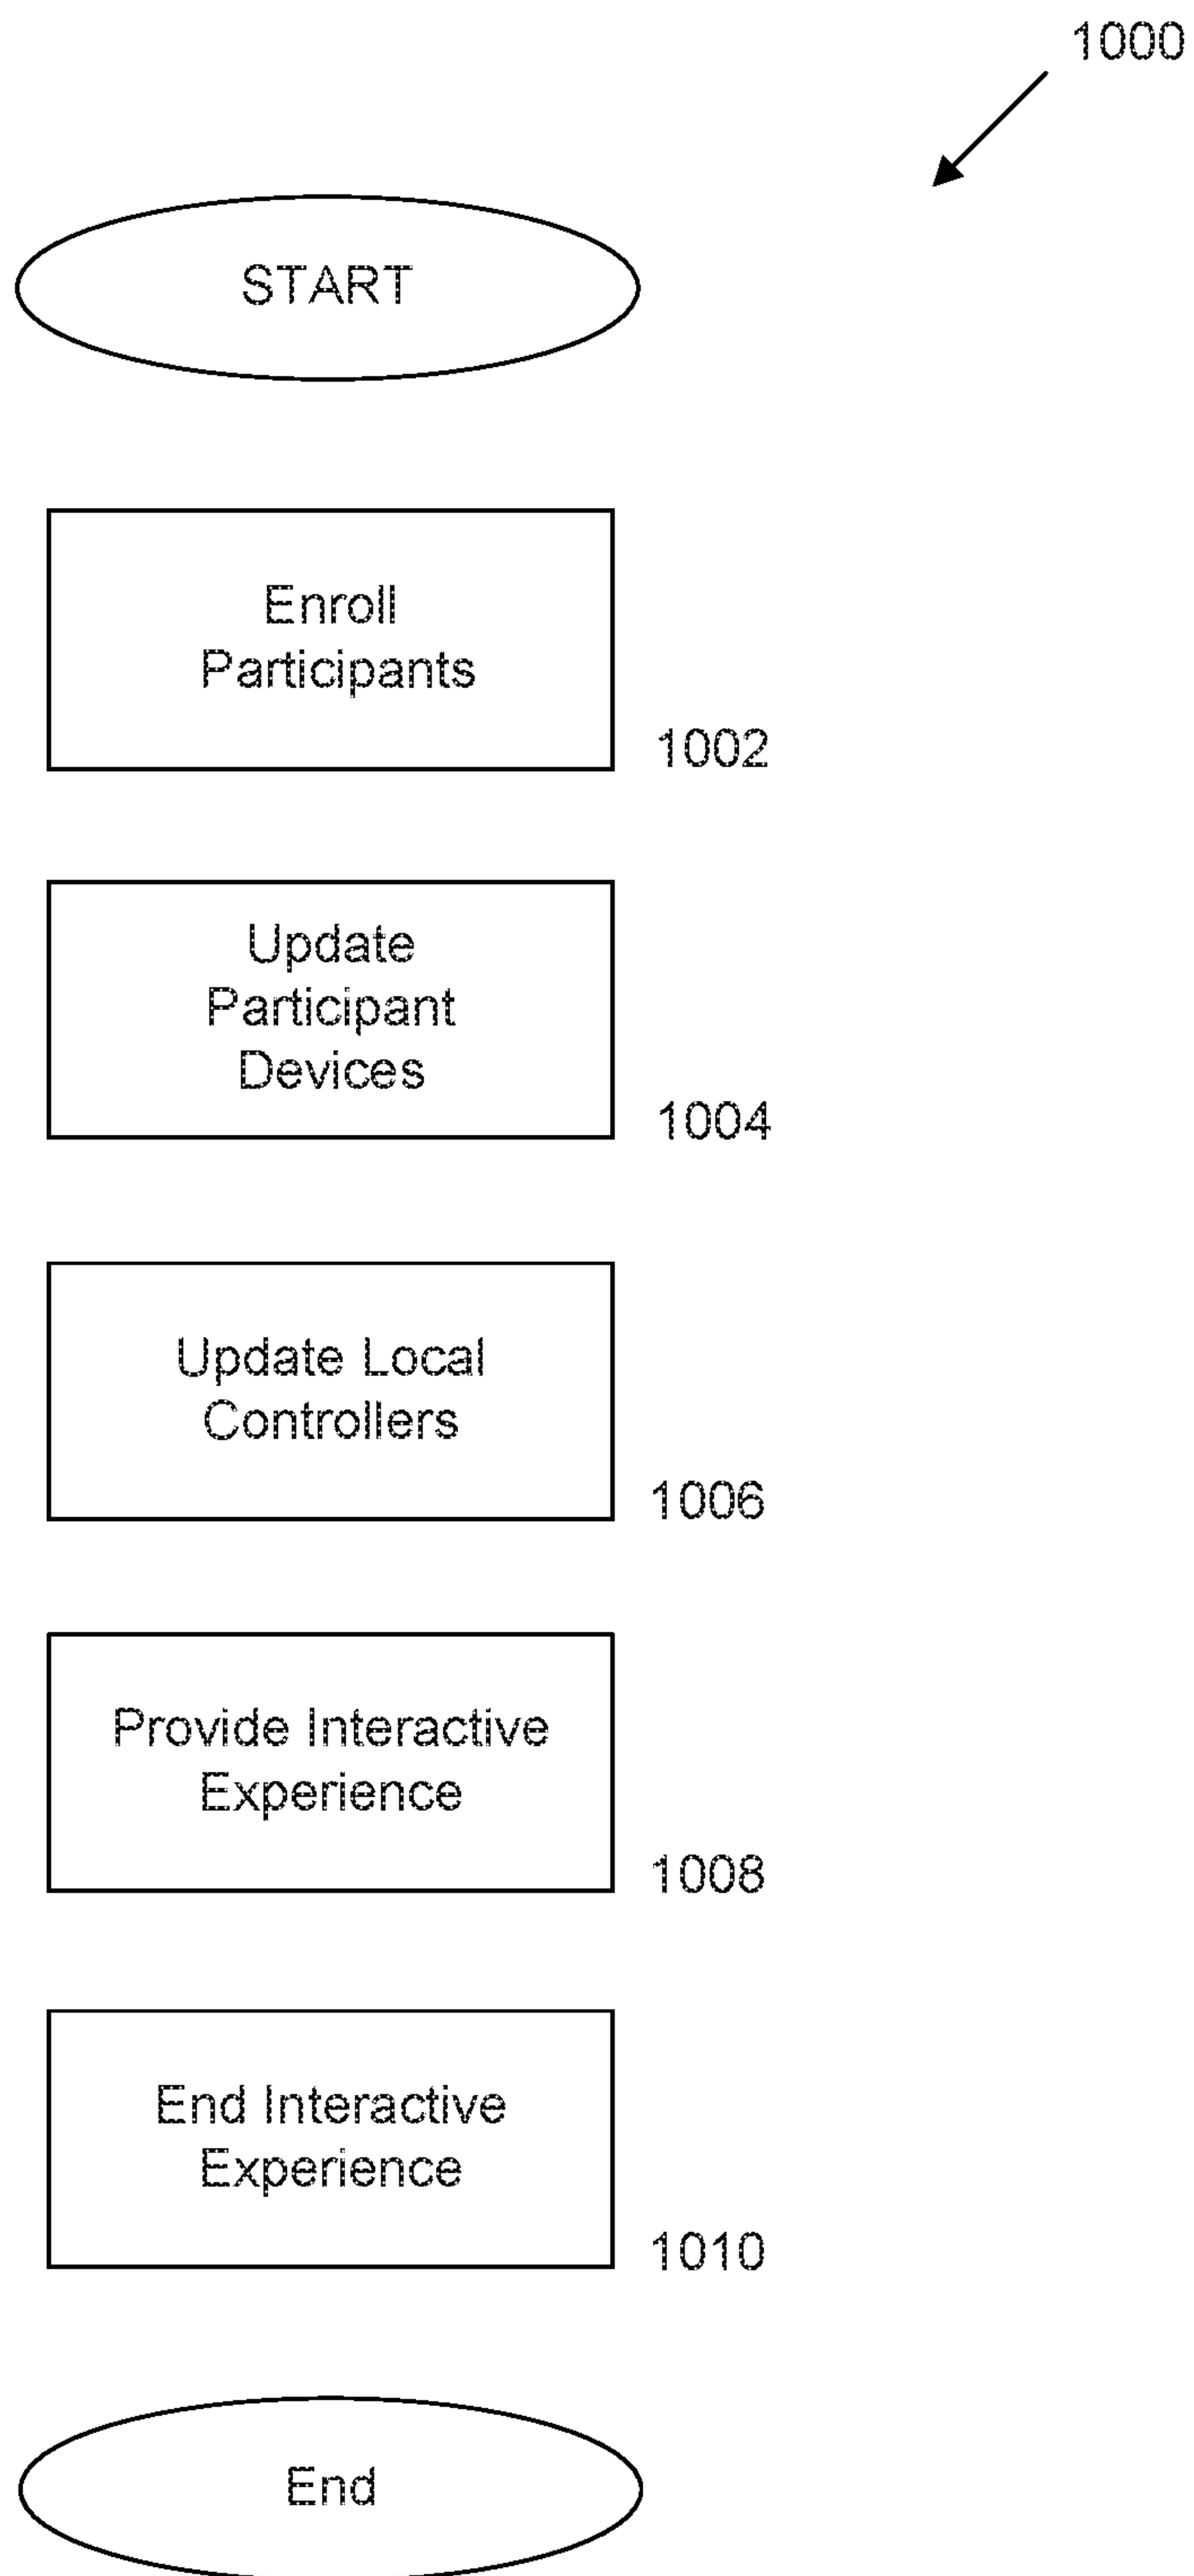 1000
START
Enroll
Participants
1002
Update
Participant
Devices
1004
Update Local
Controllers
1006
Provide Interactive
Experience
1008
End Interactive
Experience
1010
End